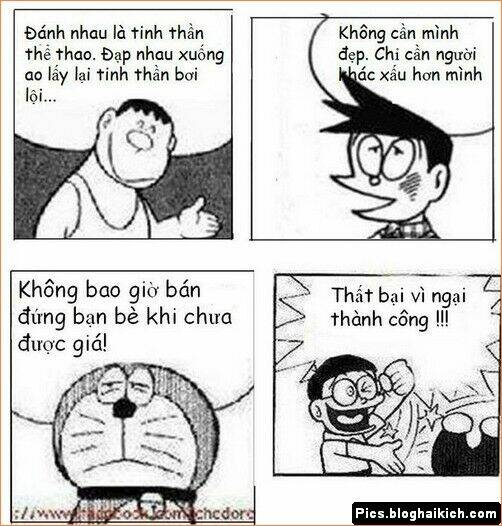 Đánh nhau là tinh thần
thể thao. Đạp nhau xuống
ao lấy lại tinh thần bơi
lội...
Không cần mình
đẹp. Chỉ cần người
khác xấu hơn mình
Không bao giờ bán
đứng bạn bè khi chưa
được giá!
Thất bại vì ngại
thành công !!!
Pics.bloghaikich.com